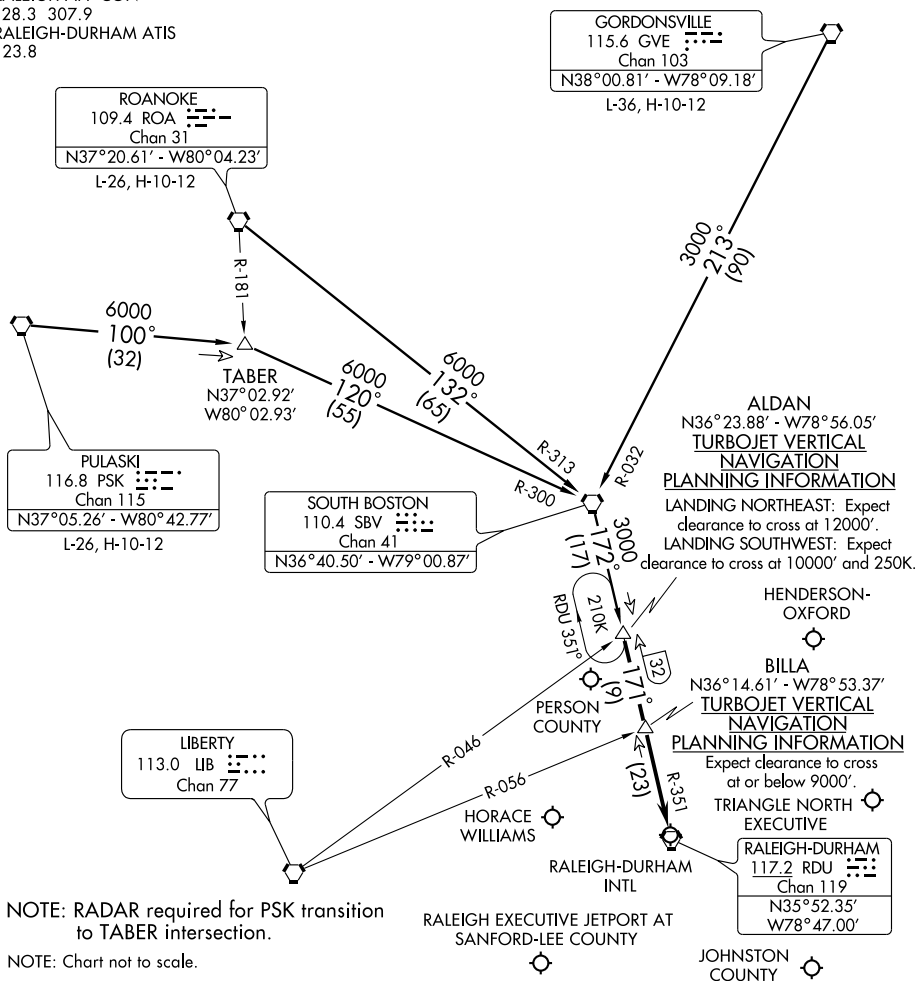 28.3 307.9
RALEIGH-DURHAM ATIS
23.8
GORDONSVILLE
115.6 GVE
Chan 103
N38°00.81' - W78°09.18'
L-36, H-10-12
ROANOKE
109.4 ROA
Chan 31
N37°20.61' - W80°04.23'
L-26, H-10-12
R-181
3000
213°
(90)
6000
100°
(32)
TABER
N37°02.92'
W80°02.93'
6000
120°
(55)
6000
132°
(65)
R-313
R-300
R-032
PULASKI
116.8 PSK
Chan 115
N37°05.26' - W80°42.77'
L-26, H-10-12
SOUTH BOSTON
110.4 SBV
Chan 41
N36°40.50' - W79°00.87'
3000
172°
(17)
ALDAN
N36°23.88' - W78°56.05'
TURBOJET VERTICAL
NAVIGATION
PLANNING INFORMATION
LANDING NORTHEAST: Expect
clearance to cross at 12000'.
LANDING SOUTHWEST: Expect
clearance to cross at 10000' and 250K.
210K
RDU 351°
32
HENDERSON-
OXFORD
171°
(9)
PERSON
COUNTY
BILLA
N36°14.61' - W78°53.37'
TURBOJET VERTICAL
NAVIGATION
PLANNING INFORMATION
Expect clearance to cross
at or below 9000'.
LIBERTY
113.0 LIB
Chan 77
R-046
R-056
(23)
R-351
HORACE
WILLIAMS
TRIANGLE NORTH
EXECUTIVE
RALEIGH-DURHAM
INTL
RALEIGH-DURHAM
117.2 RDU
Chan 119
N35°52.35'
W78°47.00'
NOTE: RADAR required for PSK transition
to TABER intersection.
NOTE: Chart not to scale.
RALEIGH EXECUTIVE JETPORT AT
SANFORD-LEE COUNTY
JOHNSTON
COUNTY